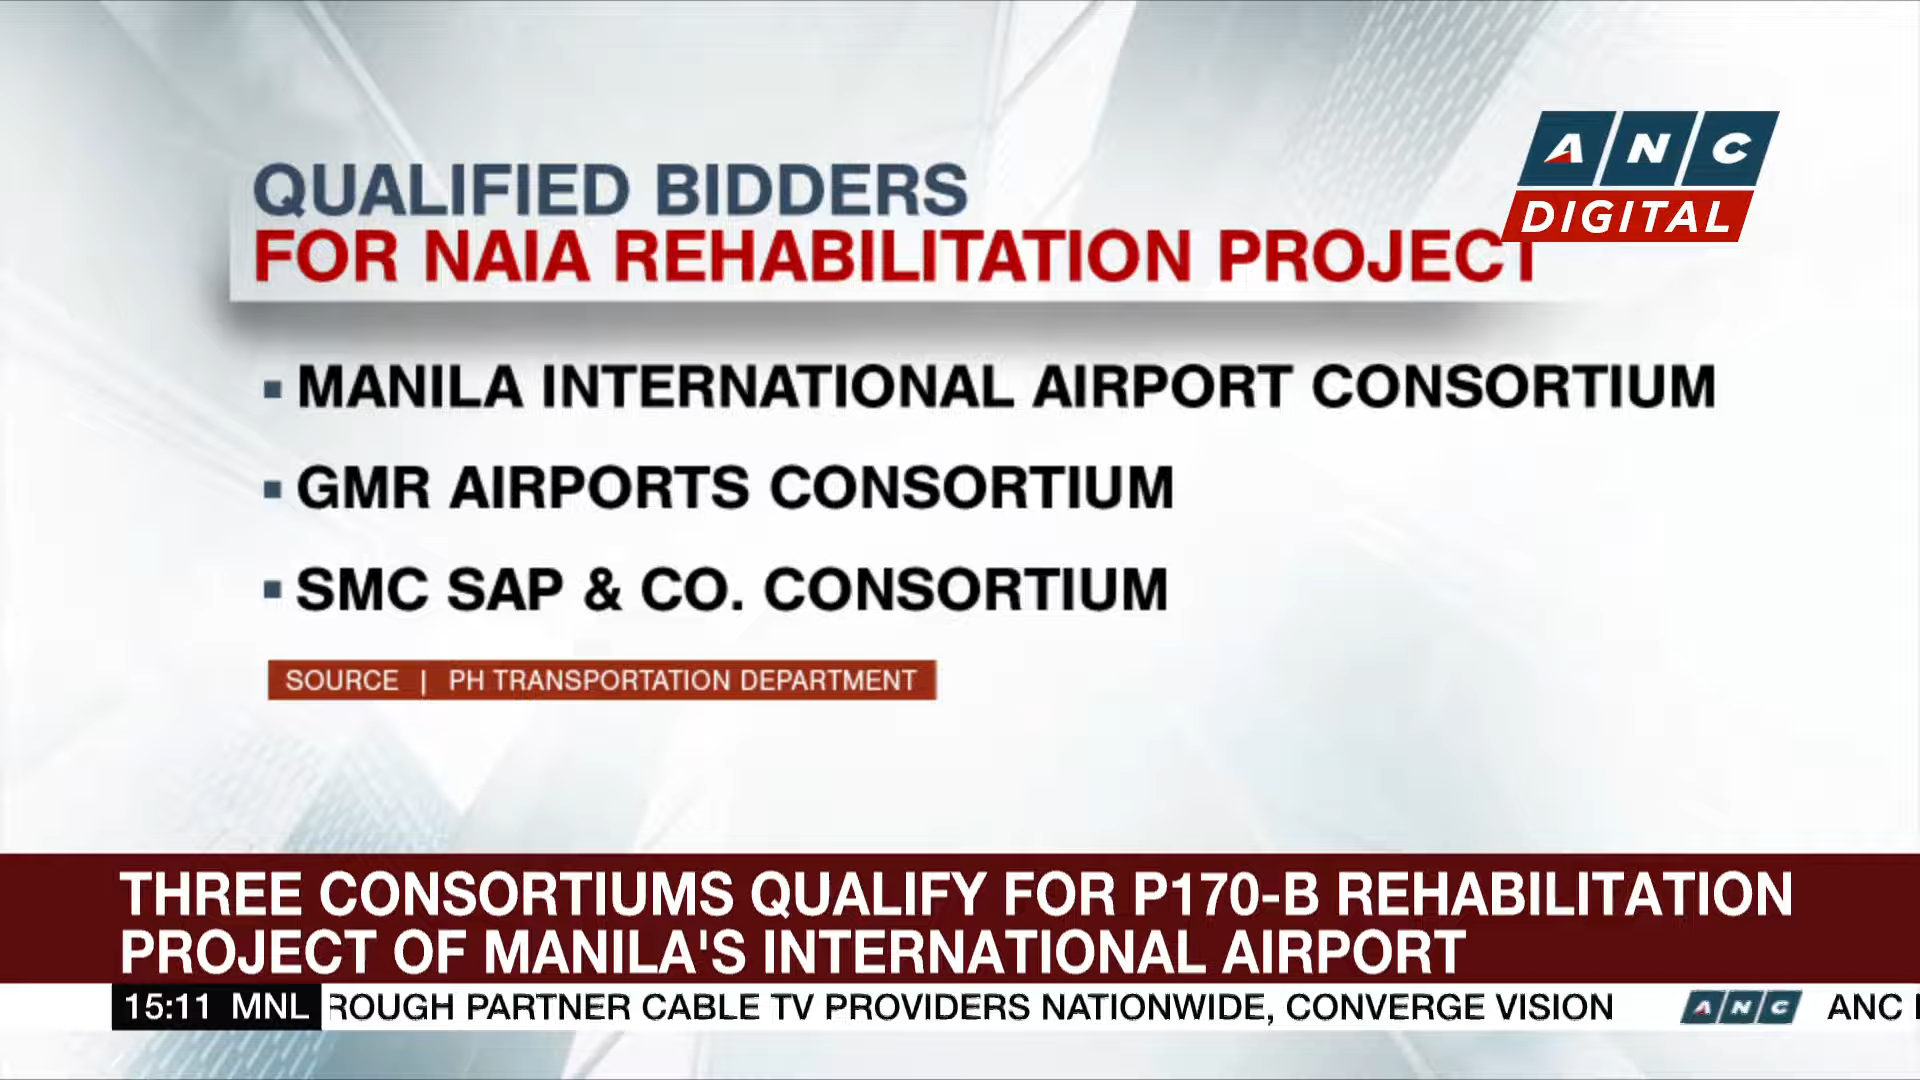 ANC
DIGITAL
QUALIFIED BIDDERS
FOR NAIA REHABILITATION PROJECT
▪ MANILA INTERNATIONAL AIRPORT CONSORTIUM
▪ GMR AIRPORTS CONSORTIUM
▪ SMC SAP & CO. CONSORTIUM
SOURCE | PH TRANSPORTATION DEPARTMENT
THREE CONSORTIUMS QUALIFY FOR P170-B REHABILITATION
PROJECT OF MANILA'S INTERNATIONAL AIRPORT
15:11 MNL ROUGH PARTNER CABLE TV PROVIDERS NATIONWIDE, CONVERGE VISION ANC ANC